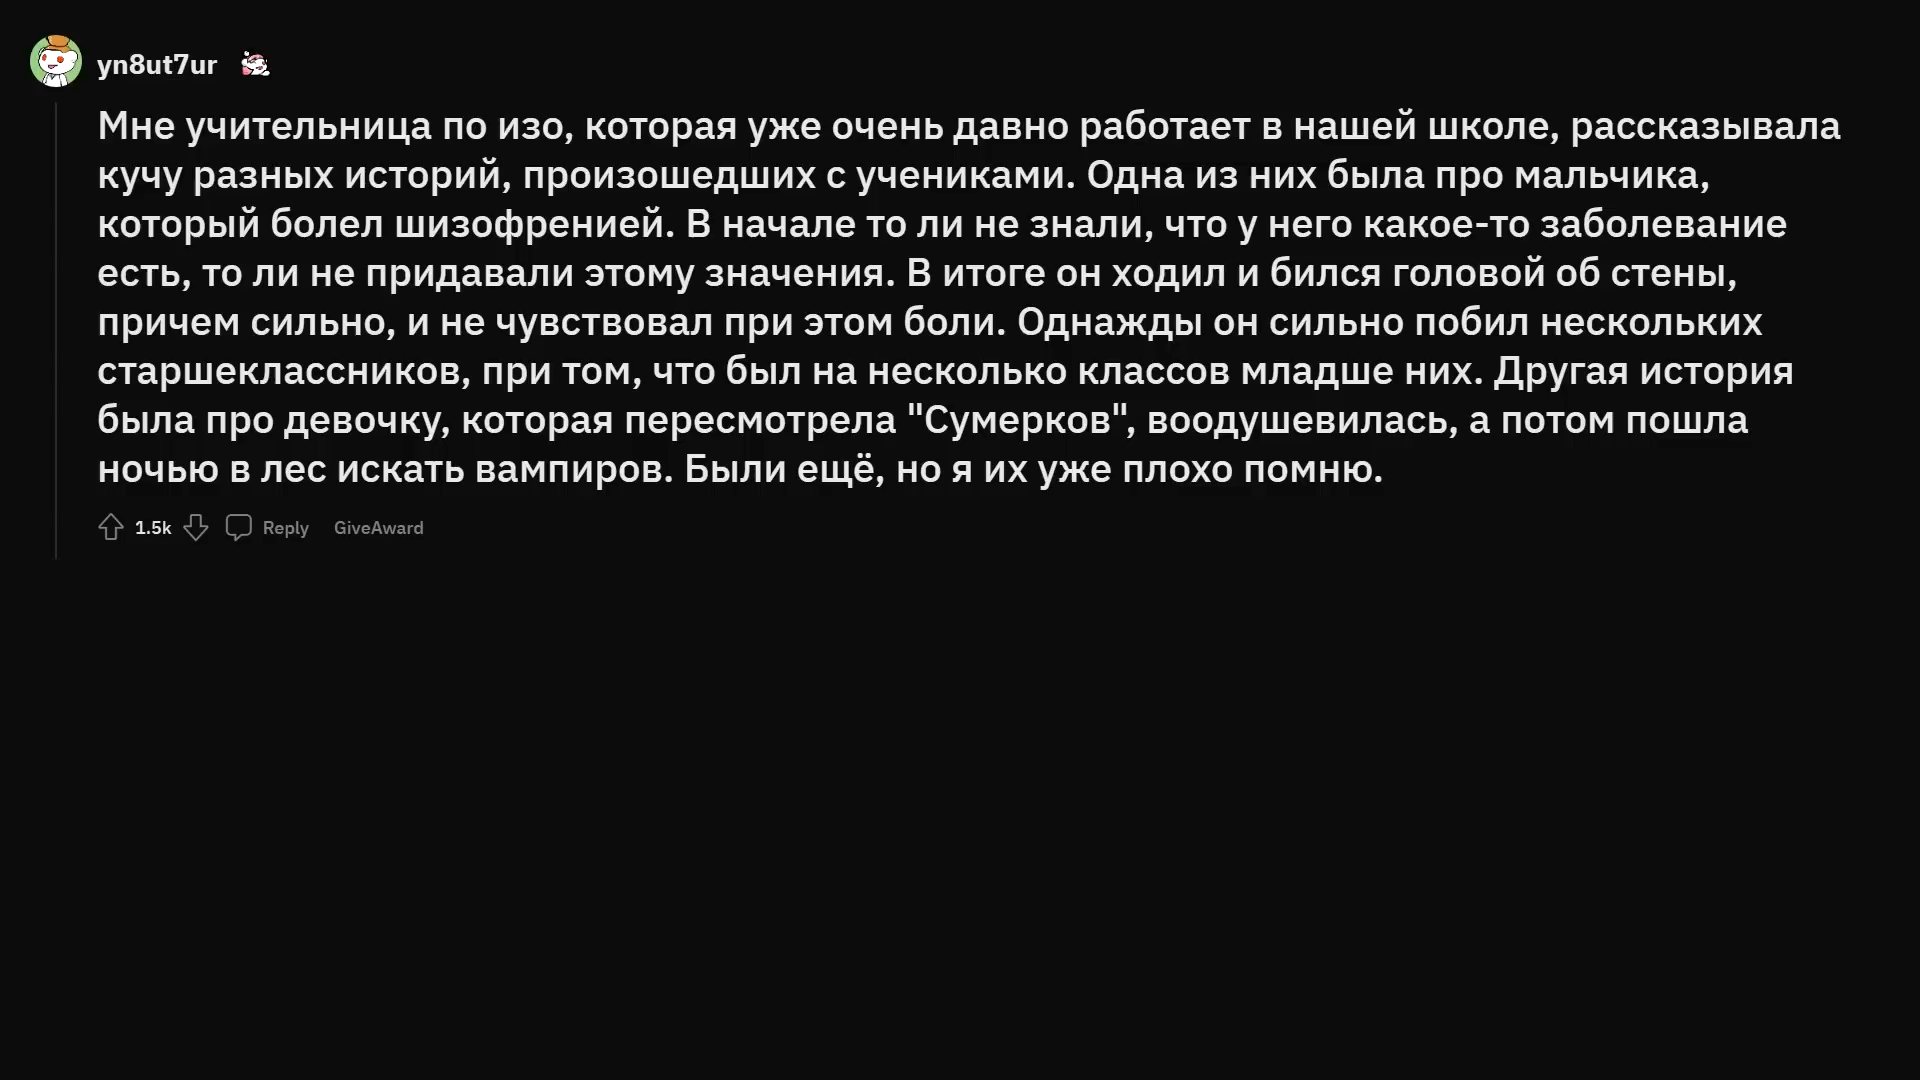 yn8ut7ur
Мне учительница по изо, которая уже очень давно работает в нашей школе, рассказывала
кучу разных историй, произошедших с учениками. Одна из них была про мальчика,
который болел шизофренией. В начале то ли не знали, что у него какое-то заболевание
есть, то ли не придавали этому значения. В итоге он ходил и бился головой об стены,
причем сильно, и не чувствовал при этом боли. Однажды он сильно побил нескольких
старшеклассников, при том, что был на несколько классов младше них. Другая история
была про девочку, которая пересмотрела "Сумерков", воодушевилась, а потом пошла
ночью в лес искать вампиров. Были ещё, но я их уже плохо помню.
1.5k Reply GiveAward